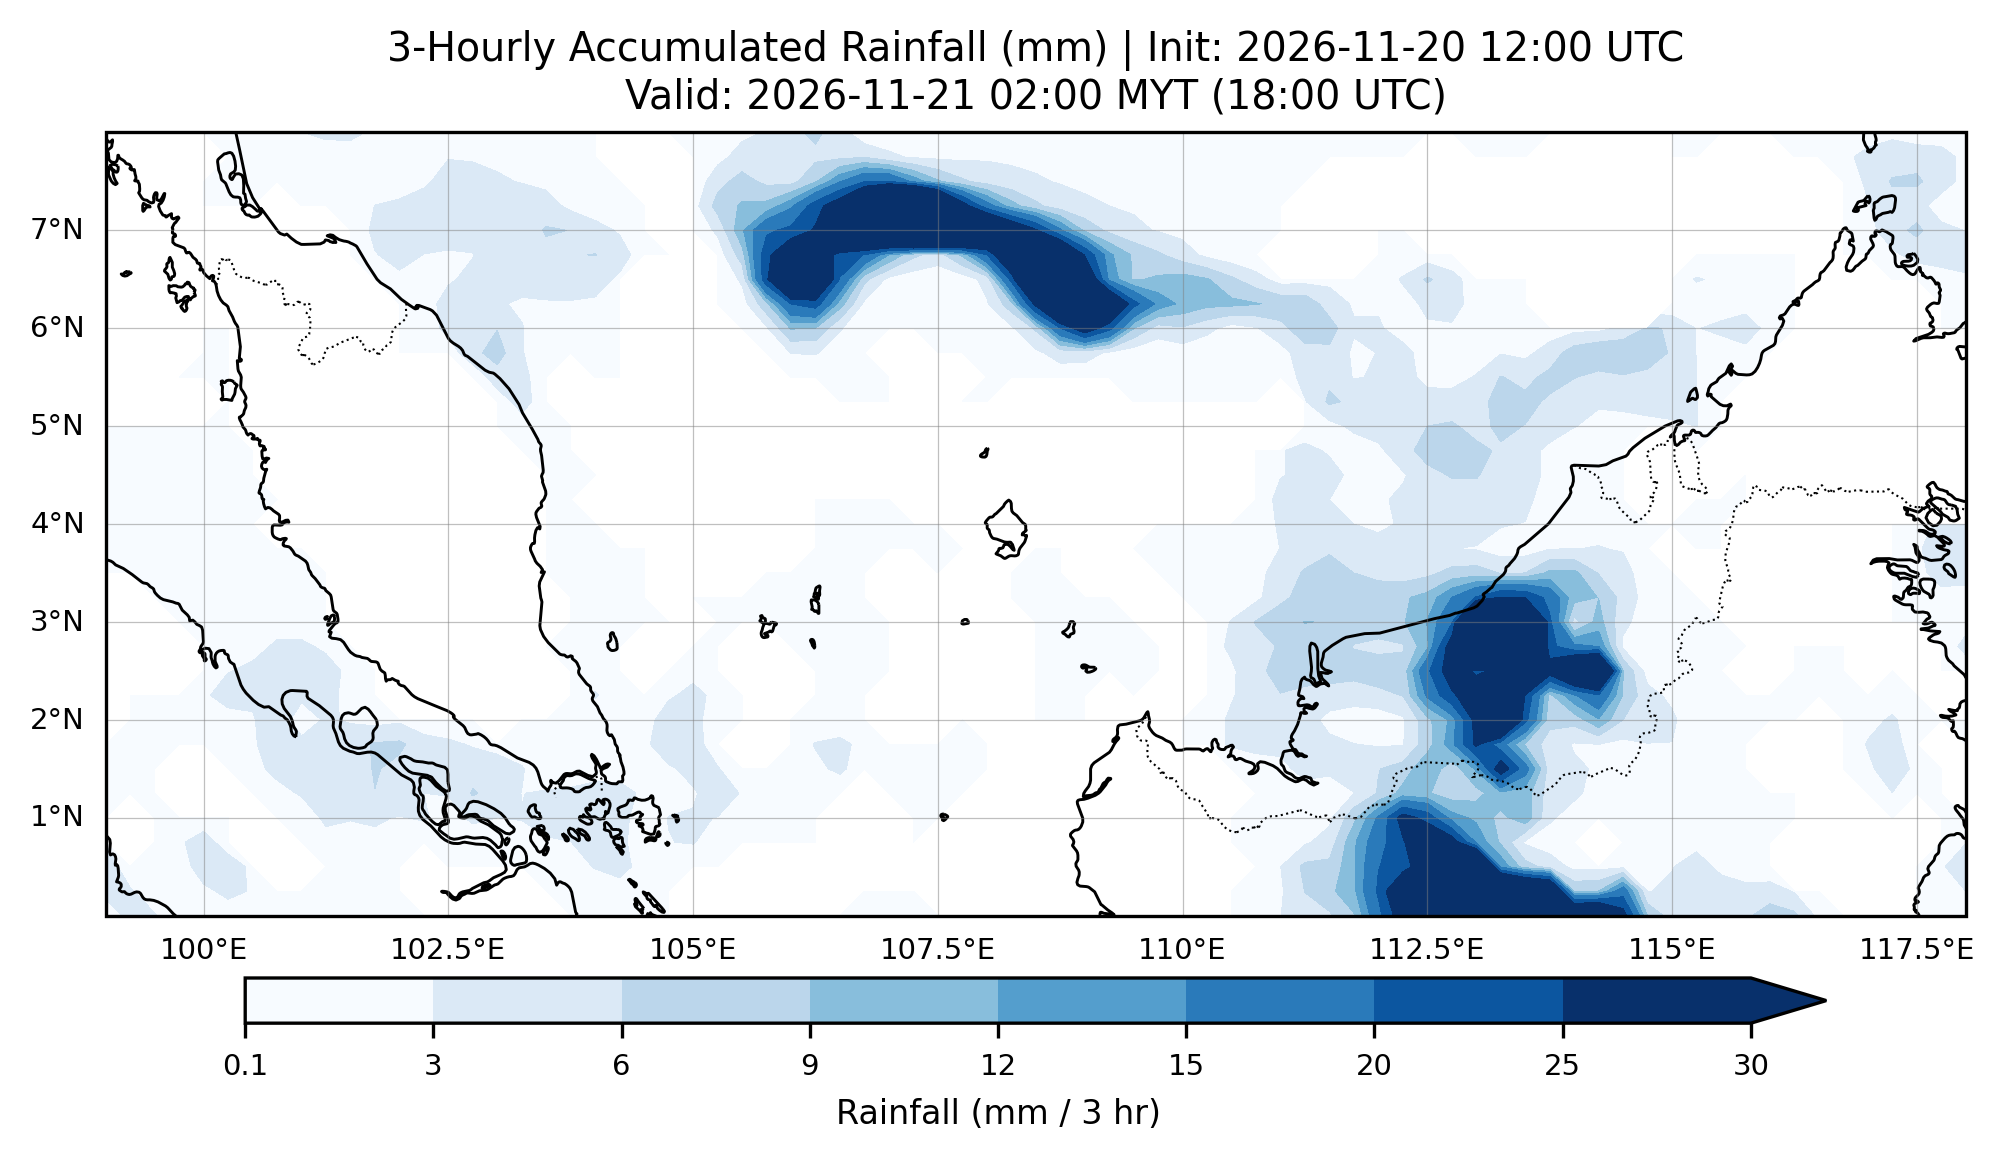 3-Hourly Accumulated Rainfall (mm) | Init: 2026-11-20 12:00 UTC
Valid: 2026-11-21 02:00 MYT (18:00 UTC)
7°N
6°N
5°N
4°N
3°N
2°N
1°N
100°E 102.5°E 105°E 107.5°E 110°E 112.5°E 115°E 117.5°E
0.1 3 6 9 12 15 20 25 30
Rainfall (mm / 3 hr)